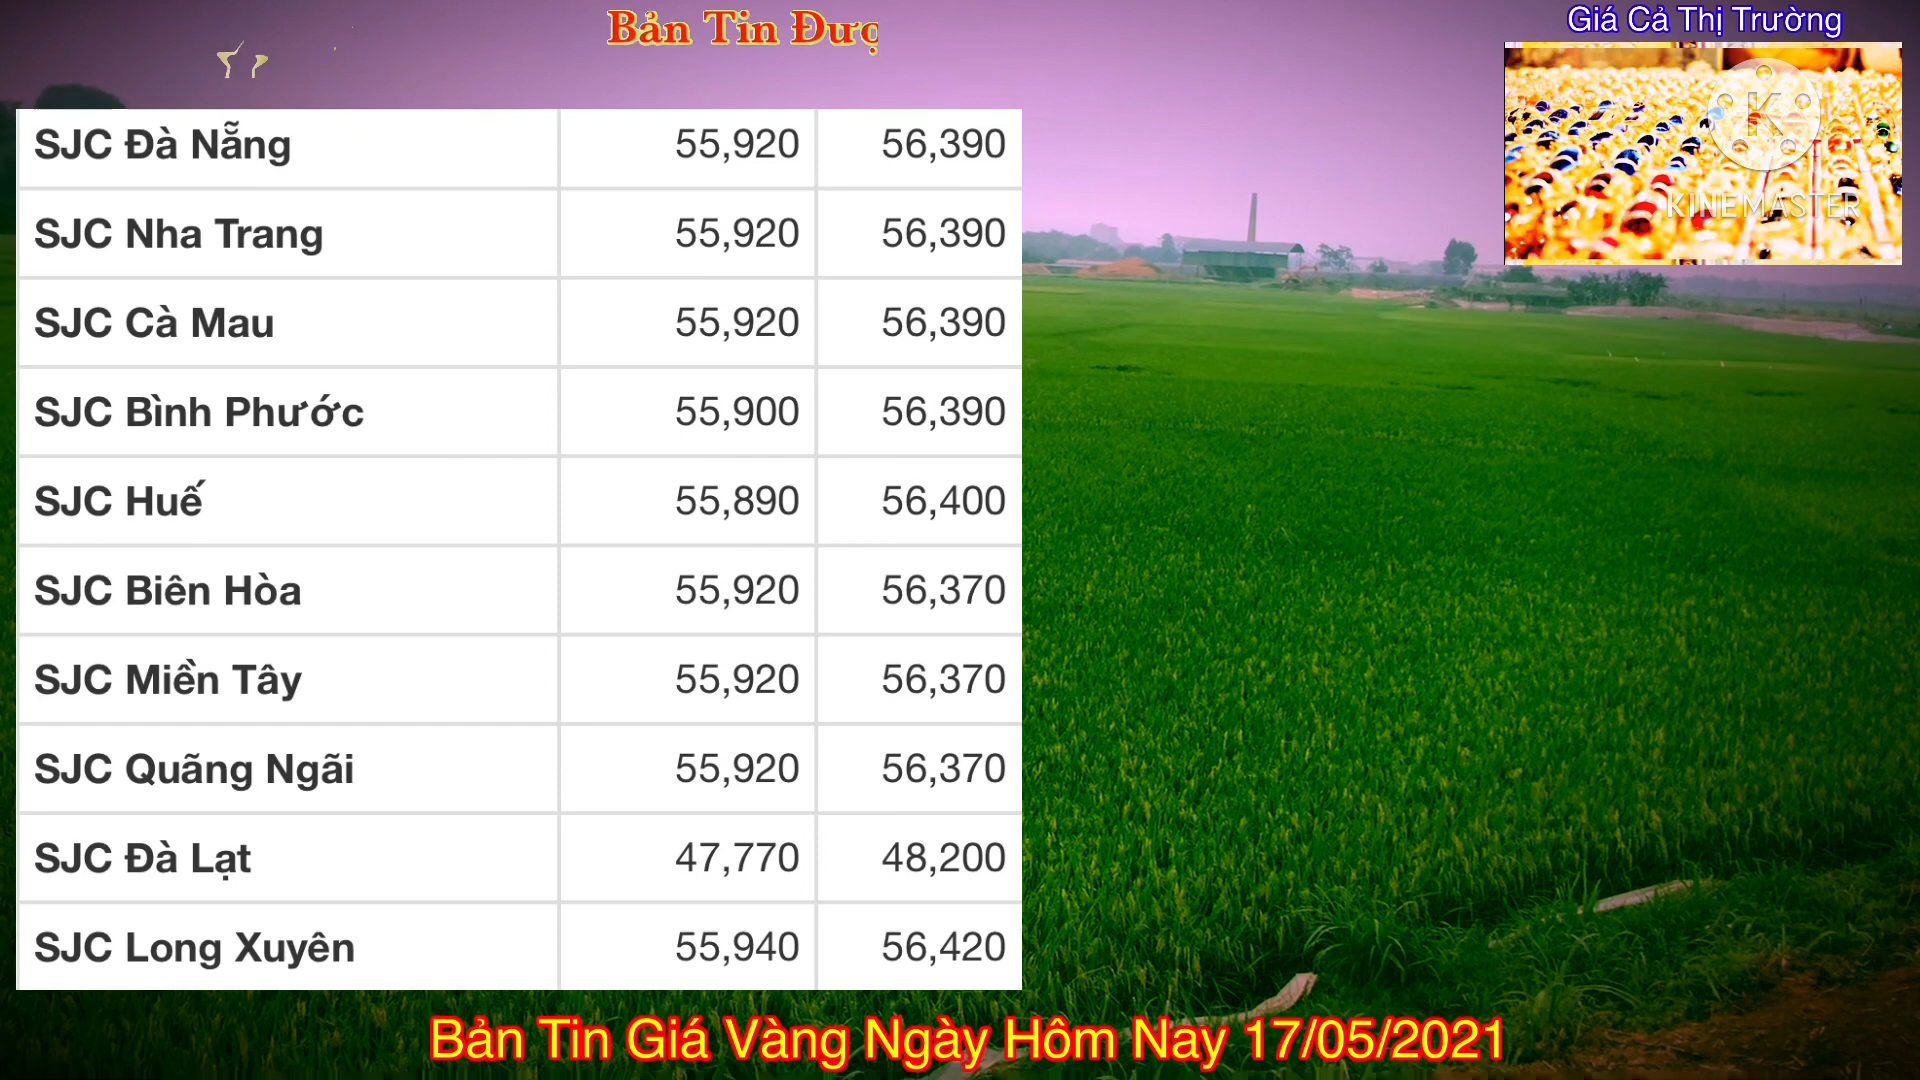 Bản Tin Đượ
Giá Cả Thị Trường
K
KINEMASTER
SJC Đà Nẵng 55,920 56,390
SJC Nha Trang 55,920 56,390
SJC Cà Mau 55,920 56,390
SJC Bình Phước 55,900 56,390
SJC Huế 55,890 56,400
SJC Biên Hòa 55,920 56,370
SJC Miền Tây 55,920 56,370
SJC Quãng Ngãi 55,920 56,370
SJC Đà Lạt 47,770 48,200
SJC Long Xuyên 55,940 56,420
Bản Tin Giá Vàng Ngày Hôm Nay 17/05/2021